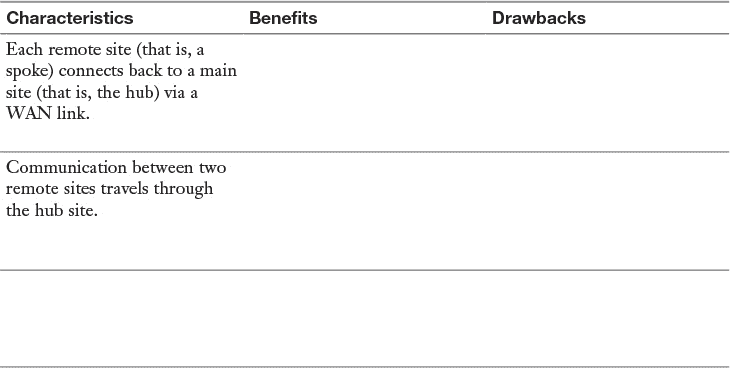 Characteristics Benefits Drawbacks
Each remote site (that is, a
spoke) connects back to a main
site (that is, the hub) via a
WAN link.
Communication between two
remote sites travels through
the hub site.